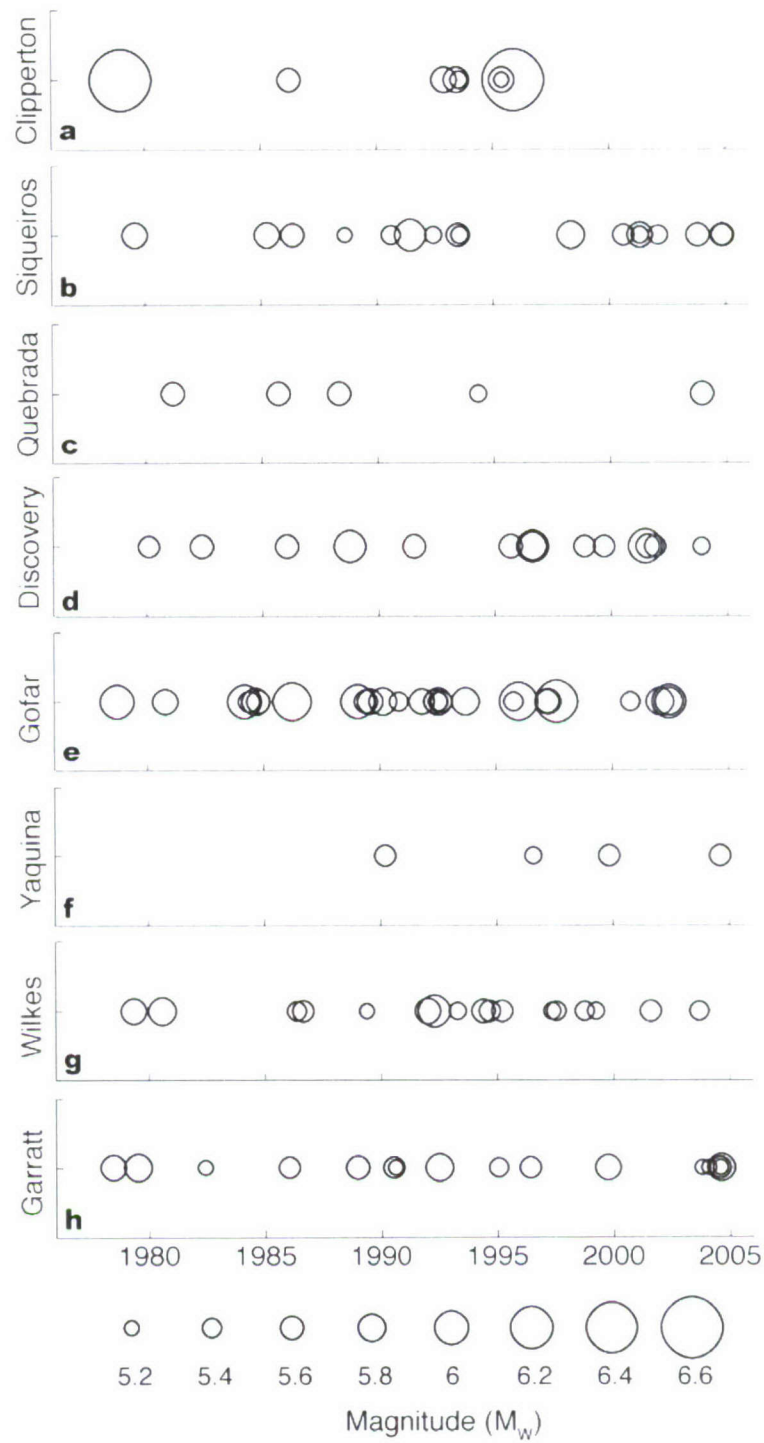 Clipperton
a
Siqueiros
b
Quebrada
c
Discovery
d
Gofar
e
Yaquina
f
Wilkes
g
Garratt
h
1980 1985 1990 1995 2000 2005
5.2 5.4 5.6 5.8 6 6.2 6.4 6.6
Magnitude (Mw)